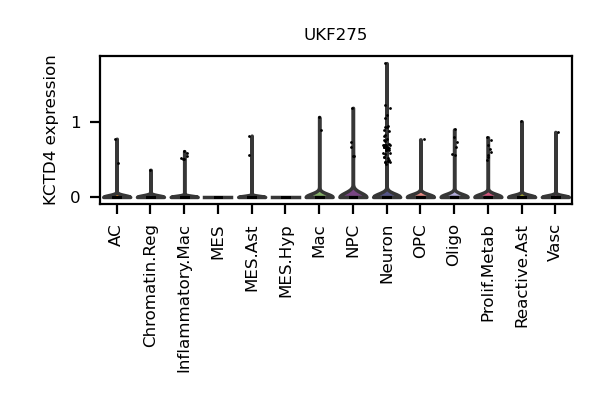 UKF275
KCTD4 expression
1
0
AC
Chromatin.Reg
Inflammatory.Mac
MES
MES.Ast
MES.Hyp
Mac
NPC
Neuron
OPC
Oligo
Prolif.Metab
Reactive.Ast
Vasc